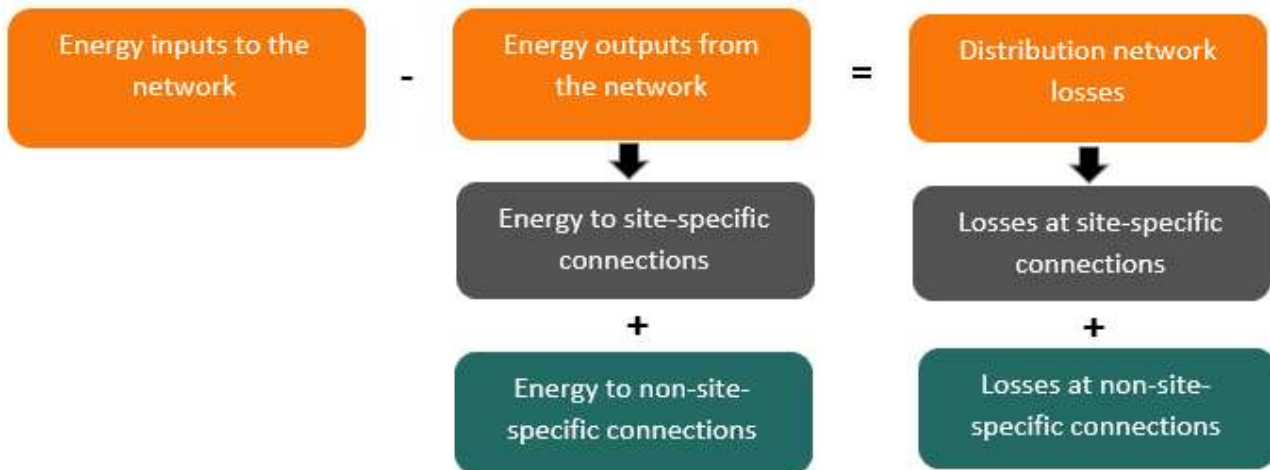 Energy inputs to the
network
-
Energy outputs from
the network
=
Distribution network
losses
Energy to site-specific
connections
+
Energy to non-site-
specific connections
Losses at site-specific
connections
+
Losses at non-site-
specific connections